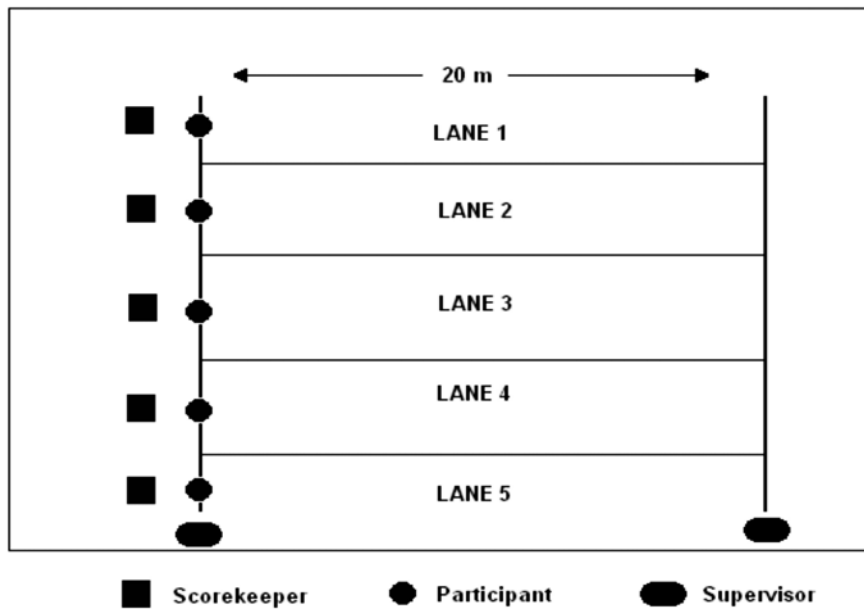 20 m
LANE 1
LANE 2
LANE 3
LANE 4
LANE 5
Scorekeeper Participant Supervisor